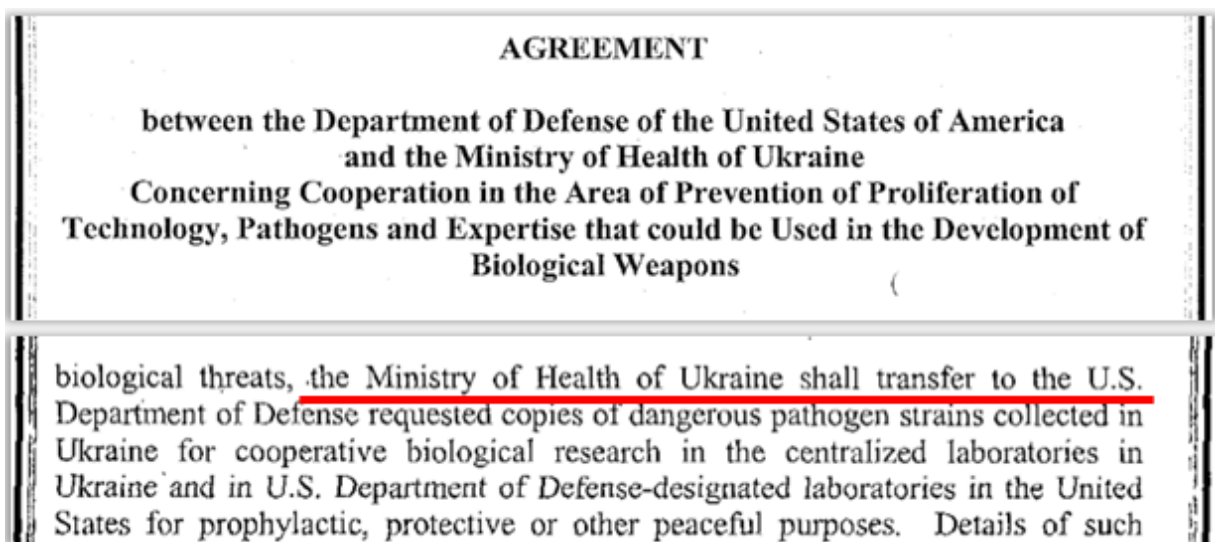 AGREEMENT
between the Department of Defense of the United States of America
and the Ministry of Health of Ukraine
Concerning Cooperation in the Area of Prevention of Proliferation of
Technology, Pathogens and Expertise that could be Used in the Development of
Biological Weapons
biological threats, the Ministry of Health of Ukraine shall transfer to the U.S.
Department of Defense requested copies of dangerous pathogen strains collected in
Ukraine for cooperative biological research in the centralized laboratories in
Ukraine and in U.S. Department of Defense-designated laboratories in the United
States for prophylactic, protective or other peaceful purposes. Details of such